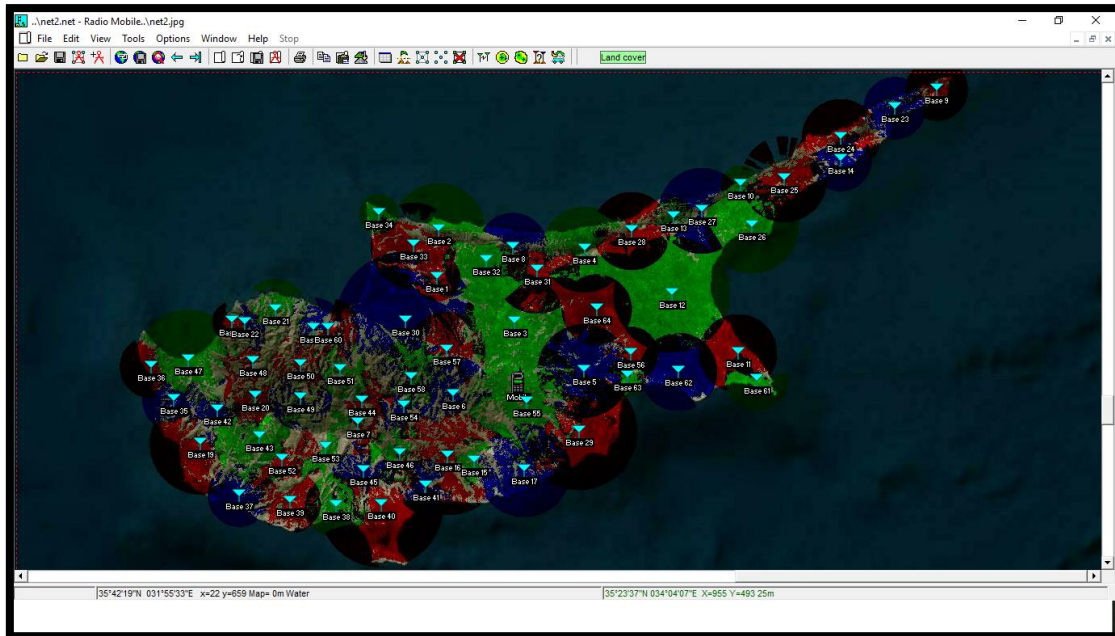 ..\net2.net - Radio Mobile..\net2.jpg
File Edit View Tools Options Window Help Stop
Land cover
Base 9
Base 23
Base 24
Base 14
Base 25
Base 10
Base 34
Base 27
Base 13
Base 26
Base 2
Base 28
Base 33
Base 8
Base 4
Base 32
Base 31
Base 1
Base 12
Base 21
Base 64
Base 22
Base 30
Base 3
Base 60
Base 57
Base 56
Base 11
Base 47
Base 48
Base 50
Base 36
Base 51
Base 5
Base 62
Base 58
Base 63
Base 61
Base 35
Base 20
Base 49
Base 6
Base 44
Base 54
Base 55
Base 42
Base 7
Base 29
Base 43
Base 19
Base 53
Base 46
Base 52
Base 16
Base 15
Base 45
Base 17
Base 41
Base 37
Base 39
Base 38
Base 40
35°42'19"N 031°55'33"E x=22 y=659 Map= 0m Water
35°23'37"N 034°04'07"E X=955 Y=493 25m